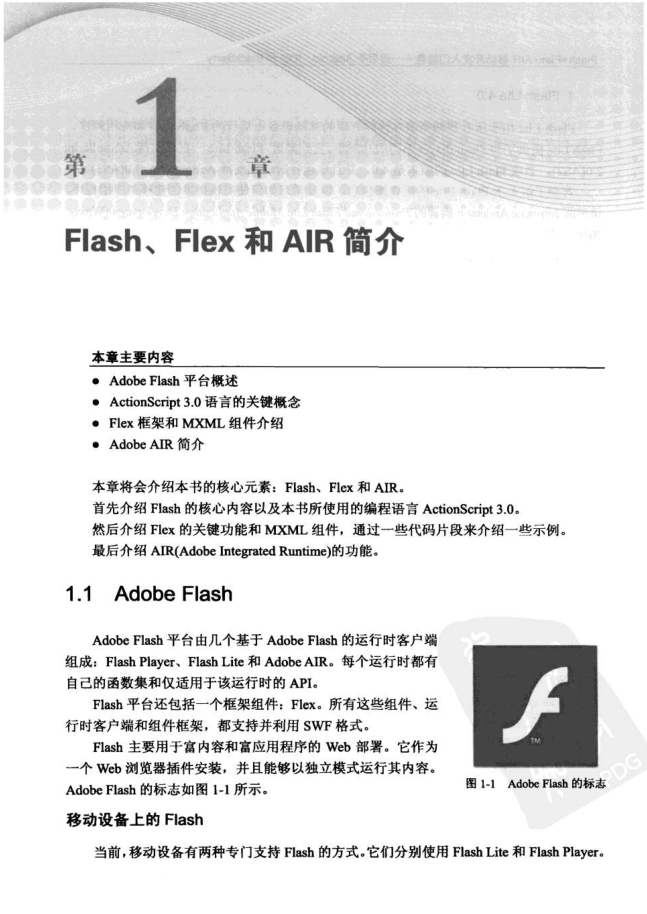 第1章
Flash、Flex 和 AIR 简介
本章主要内容
● Adobe Flash 平台概述
● ActionScript 3.0 语言的关键概念
● Flex 框架和 MXML 组件介绍
● Adobe AIR 简介
本章将会介绍本书的核心元素：Flash、Flex 和 AIR。
首先介绍 Flash 的核心内容以及本书所使用的编程语言 ActionScript 3.0。
然后介绍 Flex 的关键功能和 MXML 组件，通过一些代码片段来介绍一些示例。
最后介绍 AIR(Adobe Integrated Runtime)的功能。
1.1 Adobe Flash
Adobe Flash 平台由几个基于 Adobe Flash 的运行时客户端
组成：Flash Player、Flash Lite 和 Adobe AIR。每个运行时都有
自己的函数集和仅适用于该运行时的 API。
Flash 平台还包括一个框架组件：Flex。所有这些组件、运
行时客户端和组件框架，都支持并利用 SWF 格式。
Flash 主要用于富内容和富应用程序的 Web 部署。它作为
一个 Web 浏览器插件安装，并且能够以独立模式运行其内容。
Adobe Flash 的标志如图 1-1 所示。
TM
图 1-1 Adobe Flash 的标志
移动设备上的 Flash
当前，移动设备有两种专门支持 Flash 的方式。它们分别使用 Flash Lite 和 Flash Player。